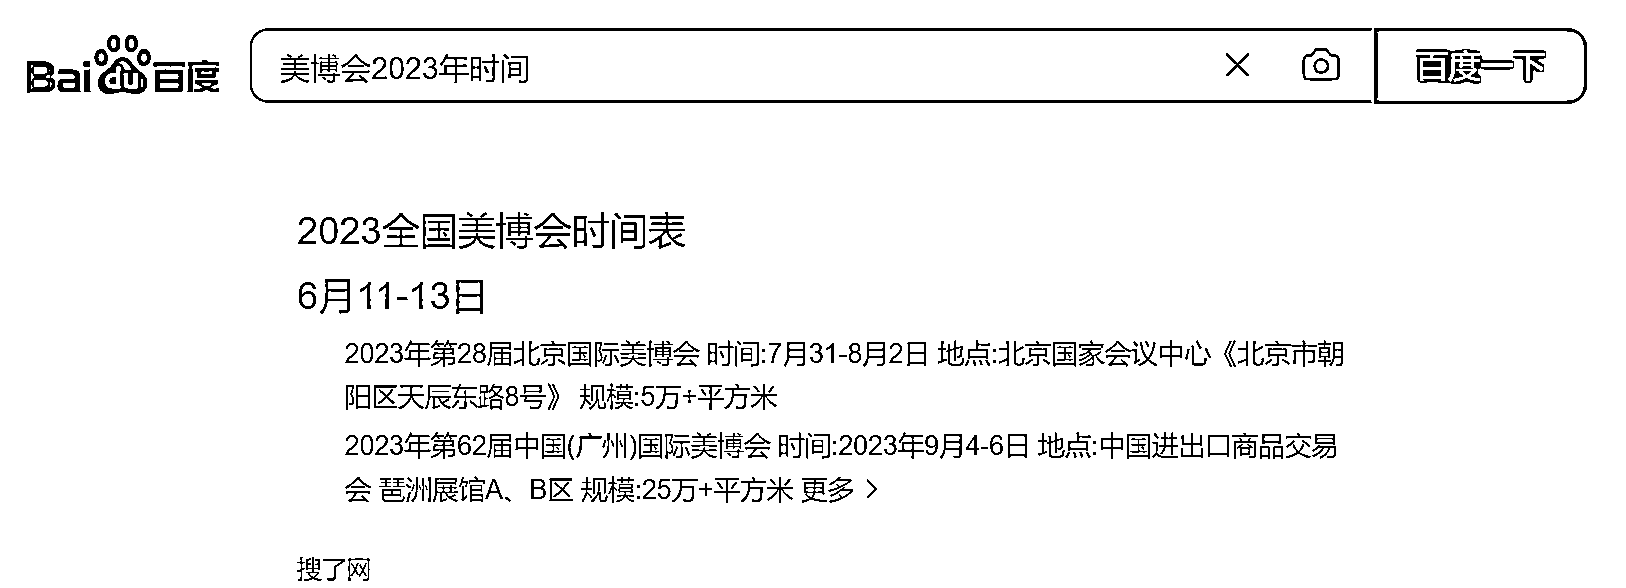 Bai du 百度
美博会2023年时间
百度一下
2023全国美博会时间表
6月11-13日
2023年第28届北京国际美博会 时间:7月31-8月2日 地点:北京国家会议中心《北京市朝
阳区天辰东路8号》 规模:5万+平方米
2023年第62届中国(广州)国际美博会 时间:2023年9月4-6日 地点:中国进出口商品交易
会 琶洲展馆A、B区 规模:25万+平方米 更多 >
搜了网